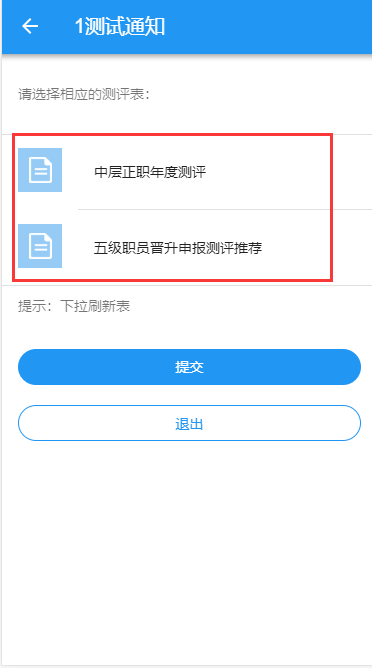 1测试通知
请选择相应的测评表：
中层正职年度测评
五级职员晋升申报测评推荐
提示：下拉刷新表
提交
退出